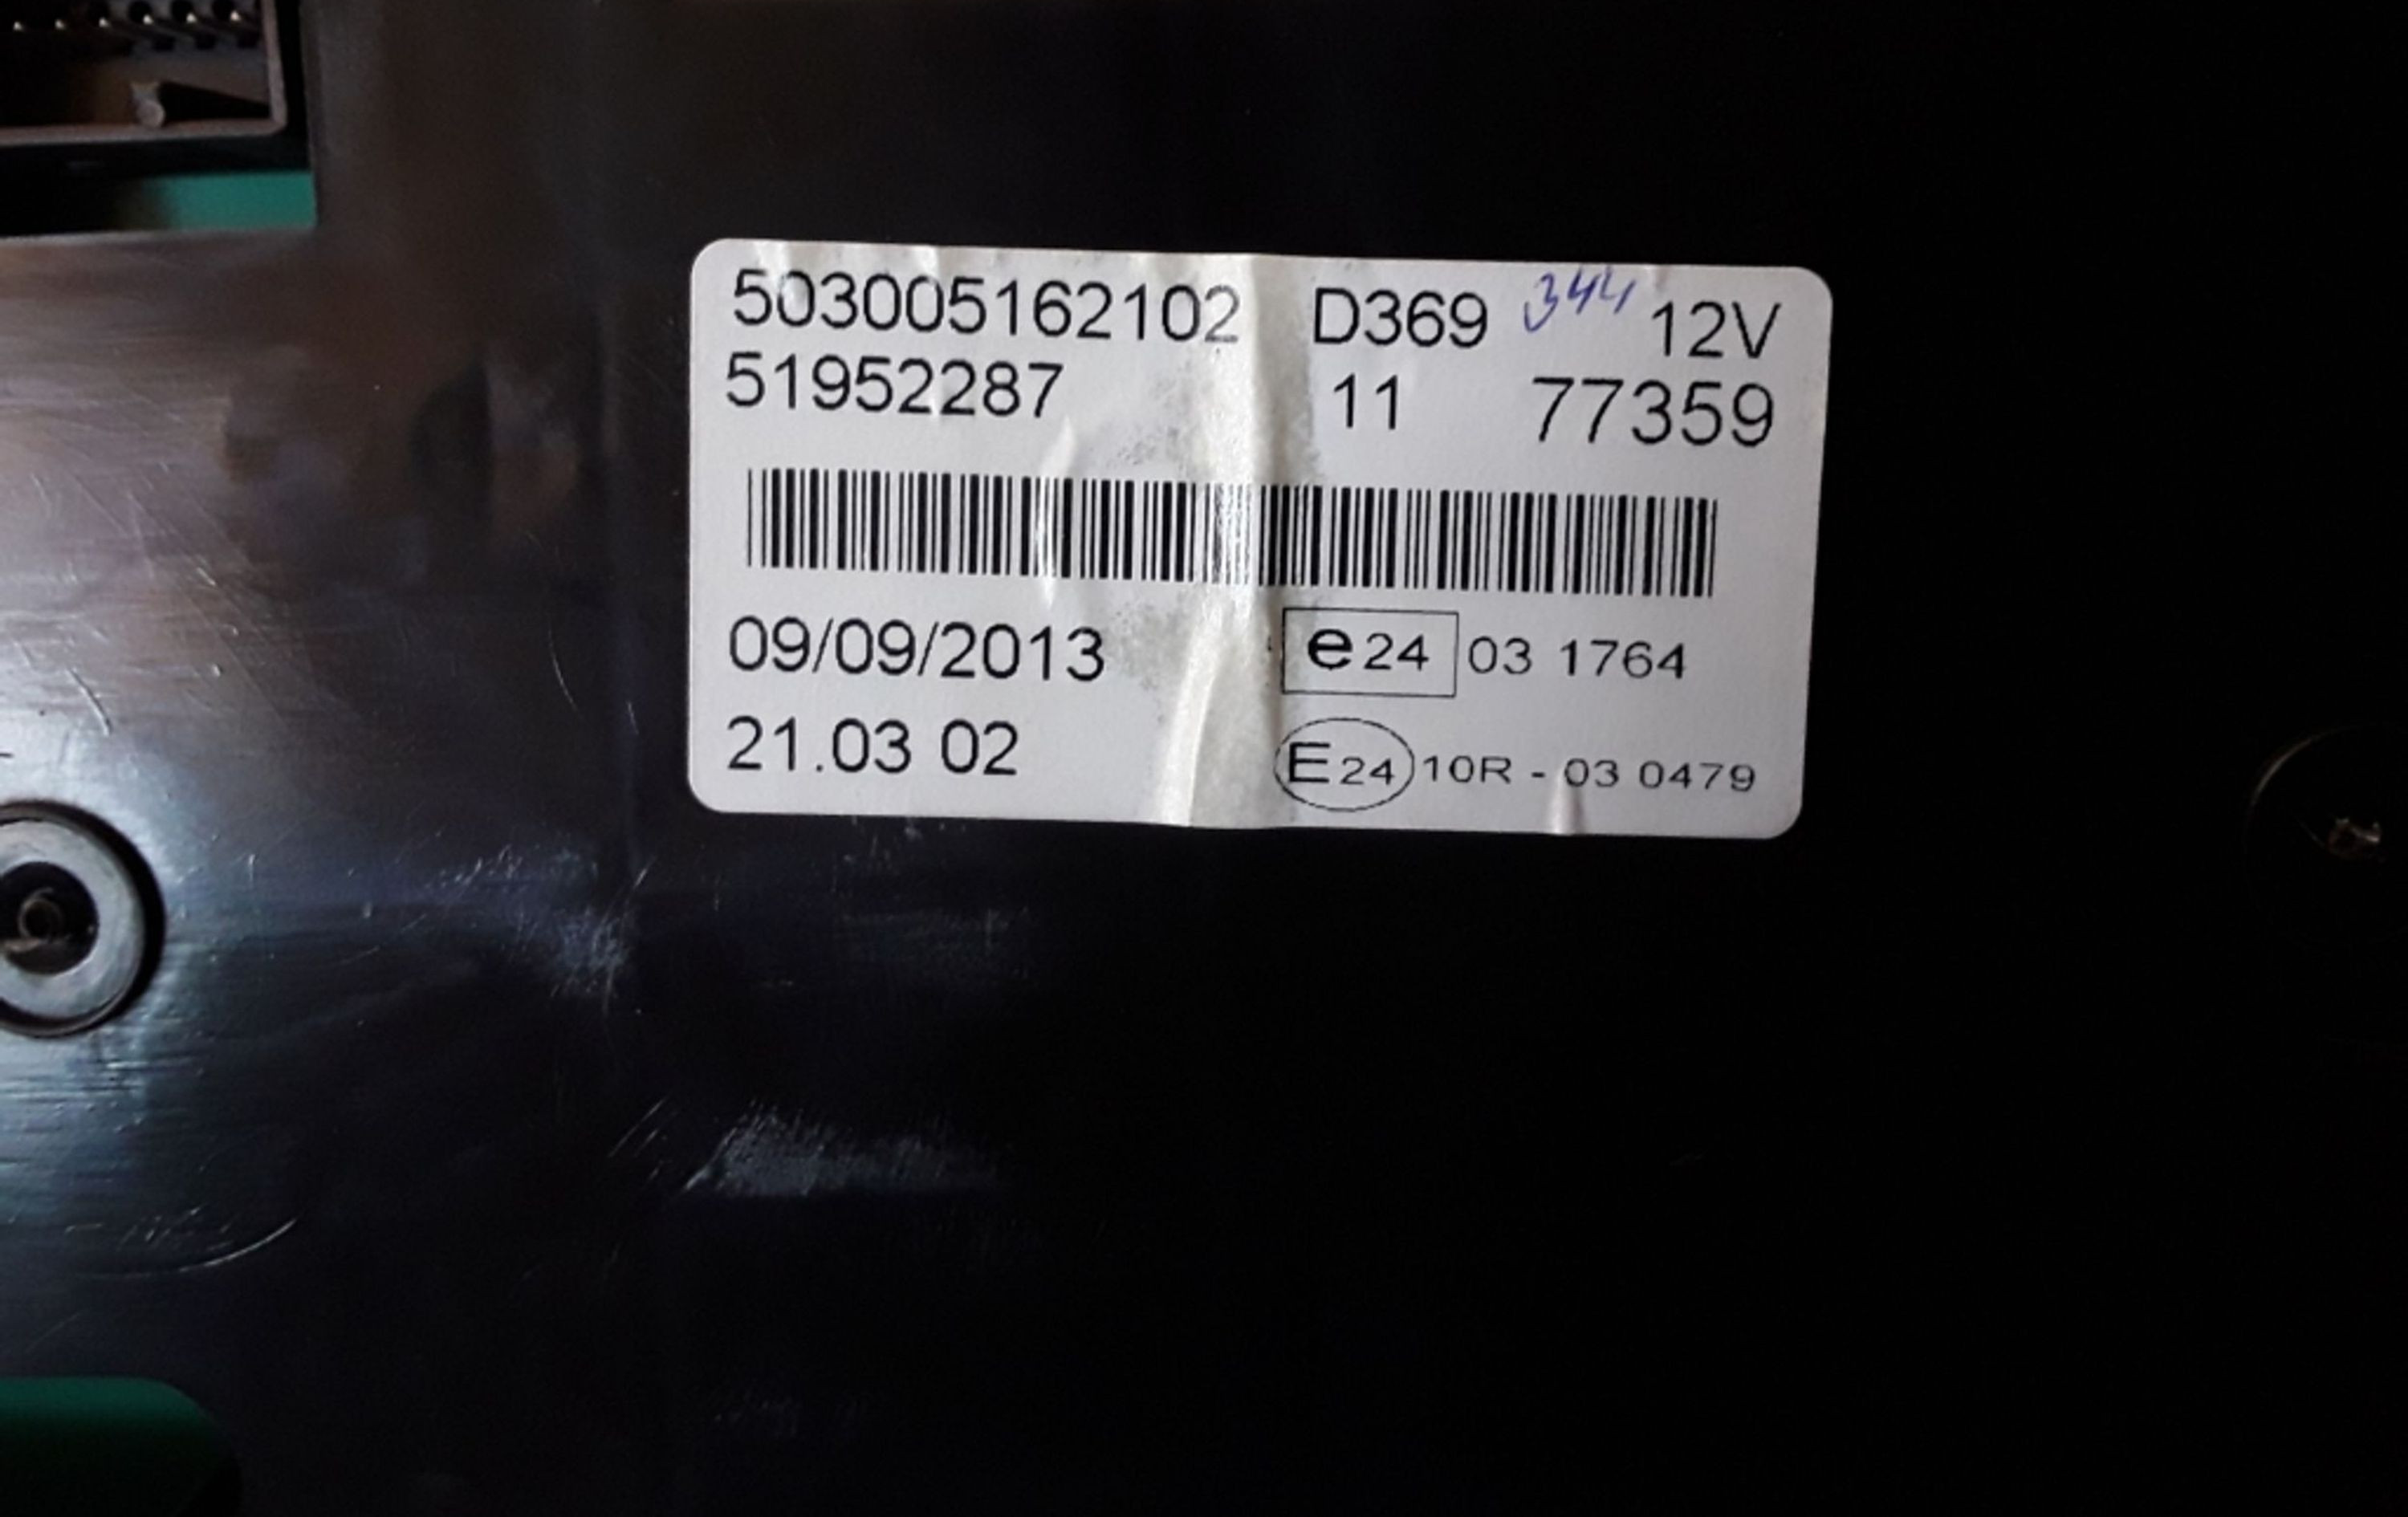 503005162102 D369 344 12V
51952287 11 77359
09/09/2013 e24 03 1764
21.03 02 E24 10R - 03 0479